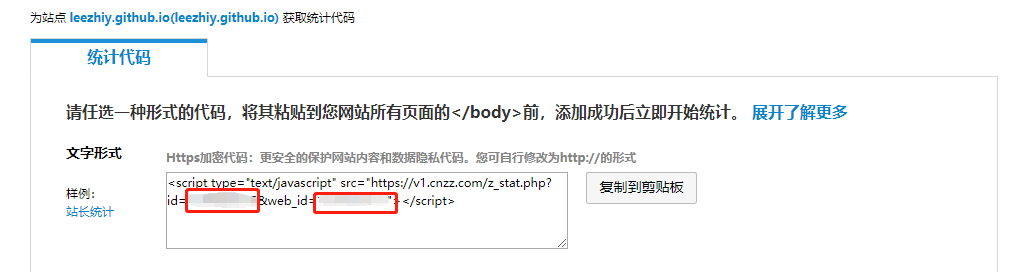 为站点 leezhiy.github.io(leezhiy.github.io) 获取统计代码
统计代码
请任选一种形式的代码，将其粘贴到您网站所有页面的</body>前，添加成功后立即开始统计。 展开了解更多
文字形式
Https加密代码：更安全的保护网站内容和数据隐私代码。您可自行修改为http://的形式
样例：
站长统计
<script type="text/javascript" src="https://v1.cnzz.com/z_stat.php?
id=&web_id="></script>
复制到剪贴板